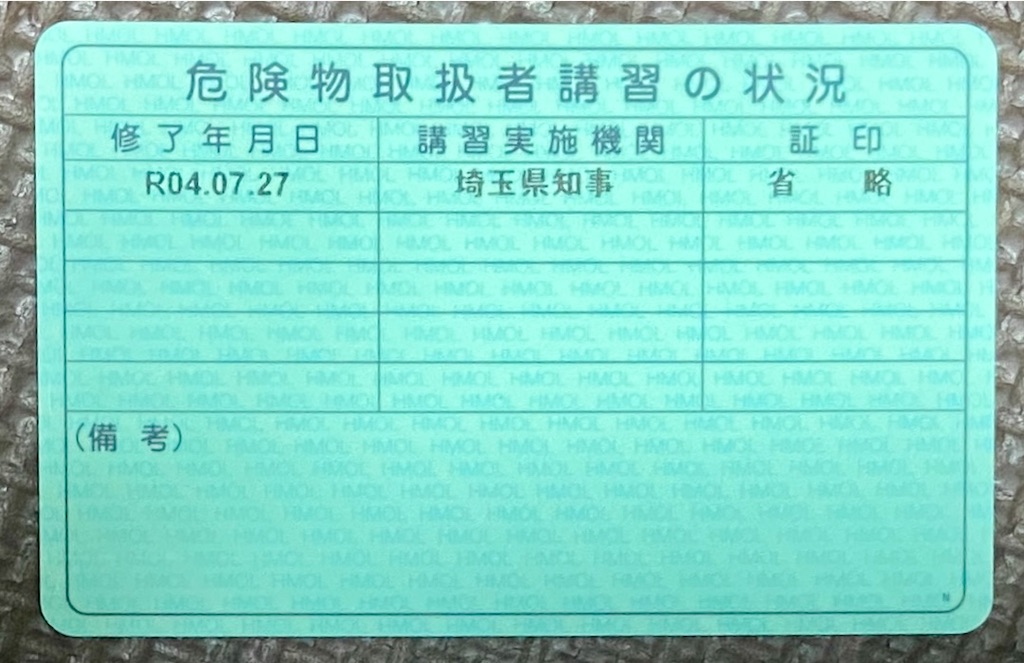 危険物取扱者講習の状況
修了年月日 講習実施機関 証印
R04.07.27 埼玉県知事 省略
(備考)
N